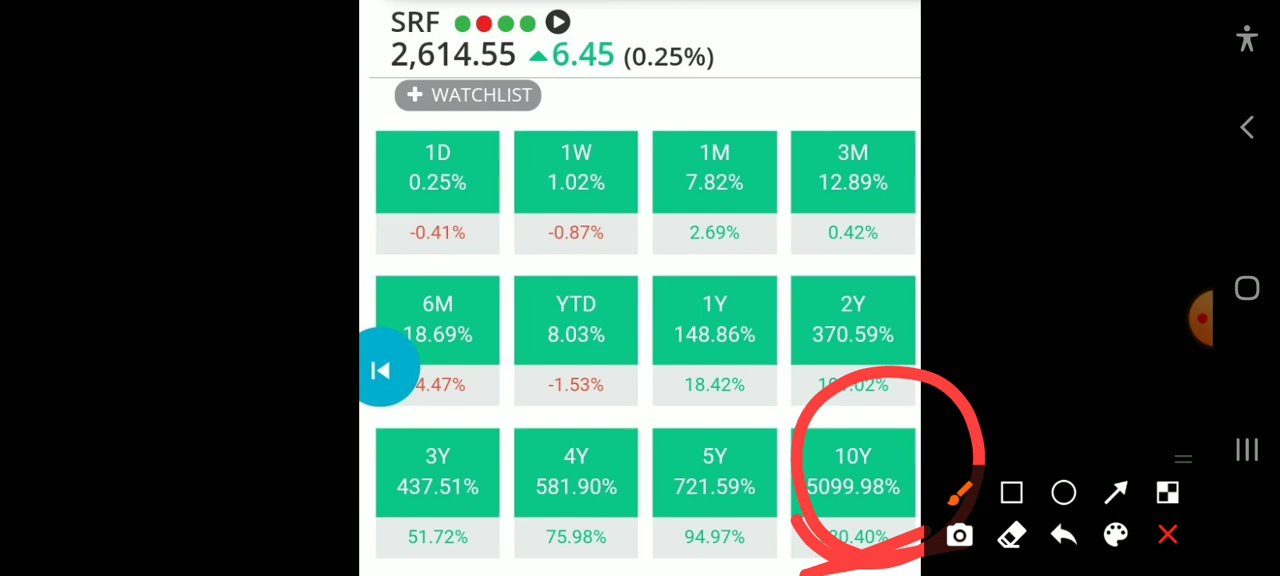 SRF
2,614.55 6.45 (0.25%)
+ WATCHLIST
1D 1W 1M 3M
0.25% 1.02% 7.82% 12.89%
-0.41% -0.87% 2.69% 0.42%
6M YTD 1Y 2Y
18.69% 8.03% 148.86% 370.59%
4.47% -1.53% 18.42%
3Y 4Y 5Y 10Y
437.51% 581.90% 721.59% 5099.98%
51.72% 75.98% 94.97%